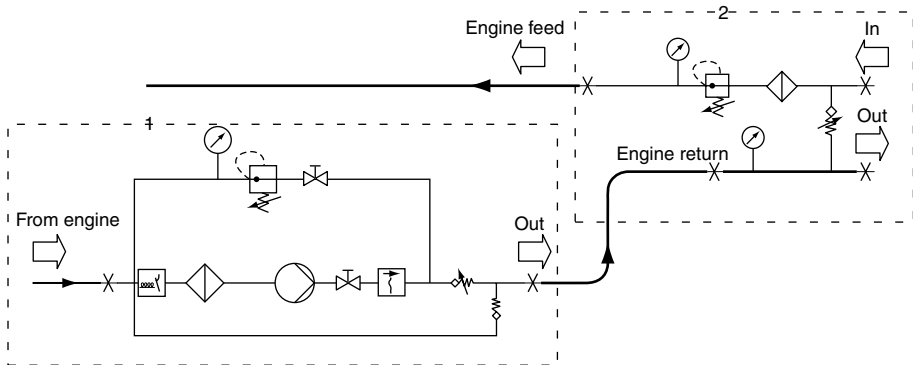 2
Engine feed
In
1
Out
Engine return
From engine
Out